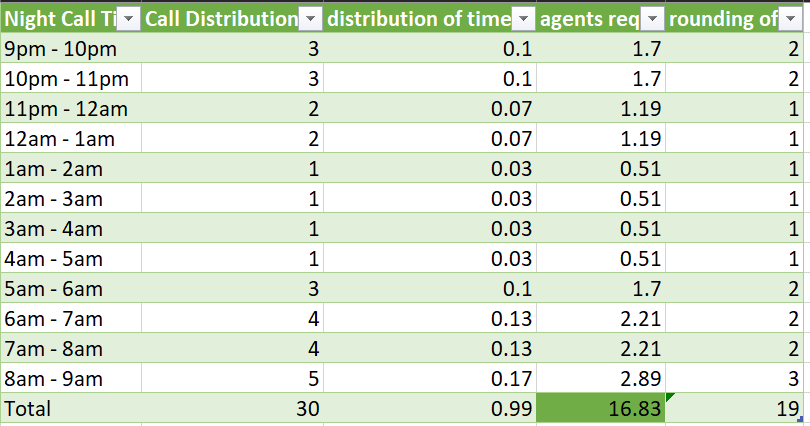 Night Call Ti Call Distribution distribution of time agents req rounding of
9pm - 10pm 3 0.1 1.7 2
10pm - 11pm 3 0.1 1.7 2
11pm - 12am 2 0.07 1.19 1
12am - 1am 2 0.07 1.19 1
1am - 2am 1 0.03 0.51 1
2am - 3am 1 0.03 0.51 1
3am - 4am 1 0.03 0.51 1
4am - 5am 1 0.03 0.51 1
5am - 6am 3 0.1 1.7 2
6am - 7am 4 0.13 2.21 2
7am - 8am 4 0.13 2.21 2
8am - 9am 5 0.17 2.89 3
Total 30 0.99 16.83 19